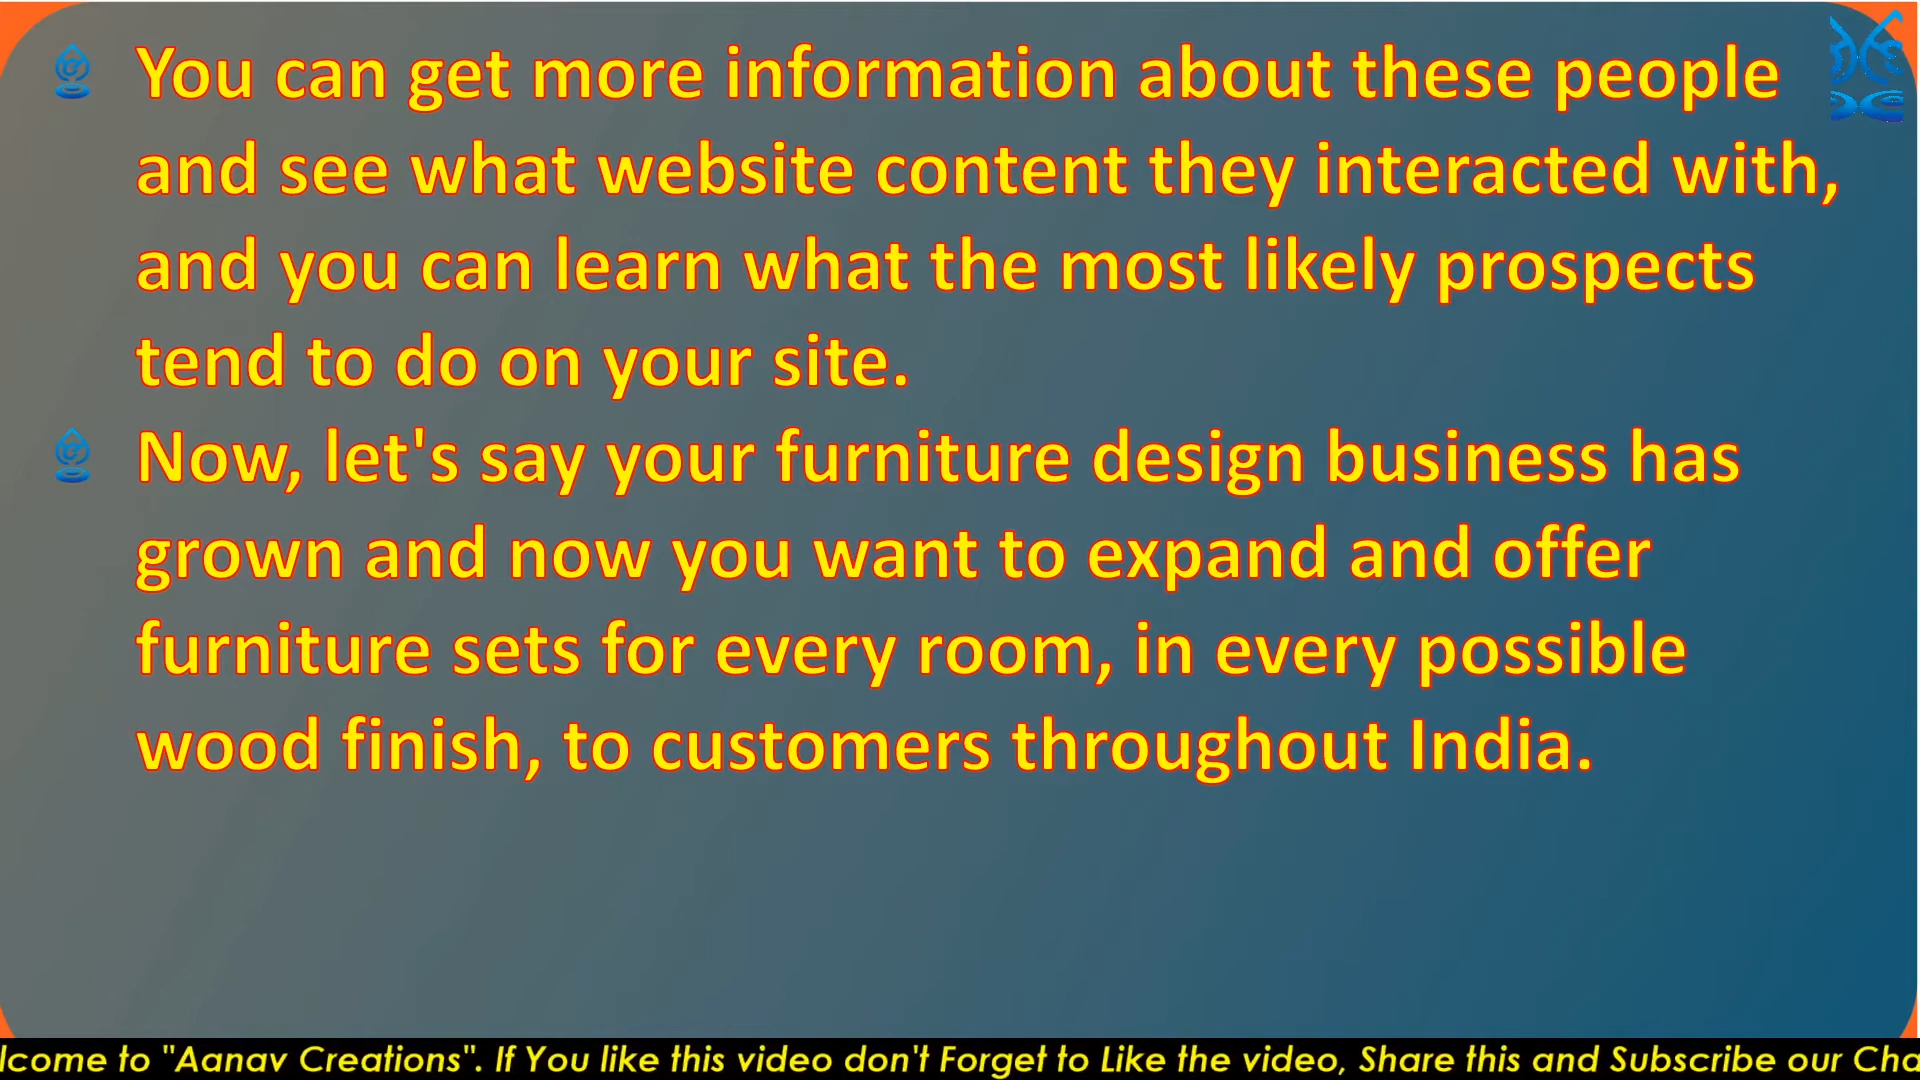 You can get more information about these people
and see what website content they interacted with,
and you can learn what the most likely prospects
tend to do on your site.
Now, let's say your furniture design business has
grown and now you want to expand and offer
furniture sets for every room, in every possible
wood finish, to customers throughout India.
lcome to "Aanav Creations". If You like this video don't Forget to Like the video, Share this and Subscribe our Cha